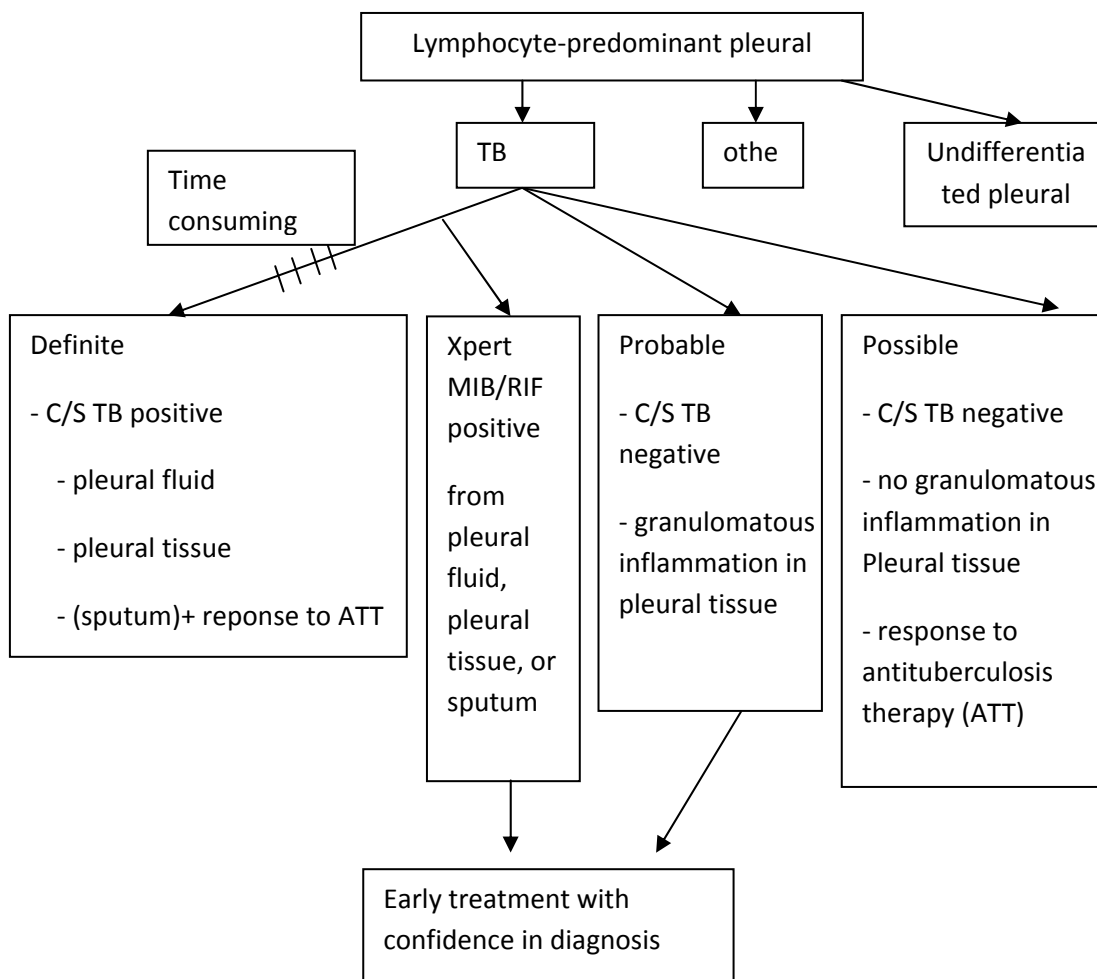 Lymphocyte-predominant pleural
TB
othe
Undifferentia
ted pleural
Time
consuming
Definite
- C/S TB positive
- pleural fluid
- pleural tissue
- (sputum)+ reponse to ATT
Xpert
MIB/RIF
positive
from
pleural
fluid,
pleural
tissue, or
sputum
Probable
- C/S TB
negative
- granulomatous
inflammation in
pleural tissue
Possible
- C/S TB negative
- no granulomatous
inflammation in
Pleural tissue
- response to
antituberculosis
therapy (ATT)
Early treatment with
confidence in diagnosis